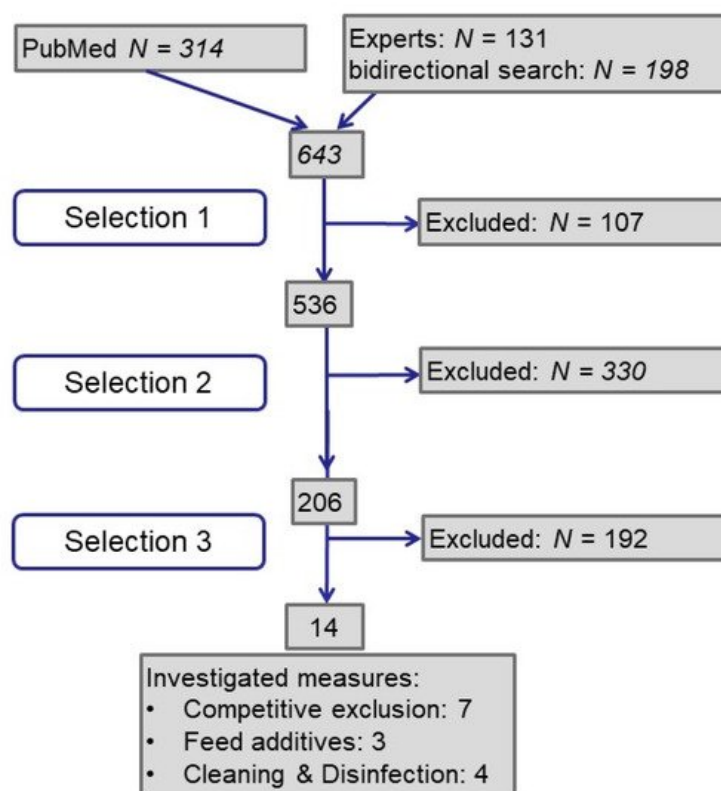 PubMed N = 314
Experts: N = 131
bidirectional search: N = 198
643
Selection 1
Excluded: N = 107
536
Selection 2
Excluded: N = 330
206
Selection 3
Excluded: N = 192
14
Investigated measures:
• Competitive exclusion: 7
• Feed additives: 3
• Cleaning & Disinfection: 4